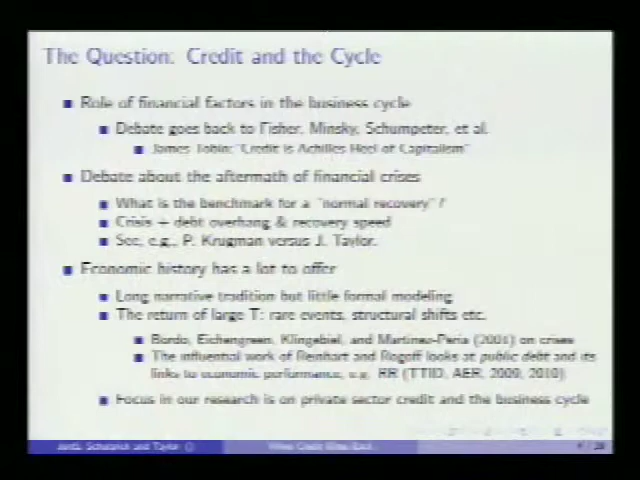 The Question: Credit and the Cycle
Role of financial factors in the business cycle
Debate goes back to Fisher, Minsky, Schumpeter, et al.
James Tobin: "Credit is Achilles Heel of Capitalism"
Debate about the aftermath of financial crises
What is the benchmark for a "normal recovery"?
Crisis + debt overhang & recovery speed
See, e.g., P. Krugman versus J. Taylor.
Economic history has a lot to offer
Long narrative tradition but little formal modeling
The return of large T: rare events, structural shifts etc.
Bordo, Eichengreen, Klingebiel, and Martinez-Peria (2001) on crises
The influential work of Reinhart and Rogoff looks at public debt and its
links to economic performance, e.g. RR (TTID, AER, 2009, 2010)
Focus in our research is on private sector credit and the business cycle
Jordà, Schularick and Taylor ()
When Credit Bites Back